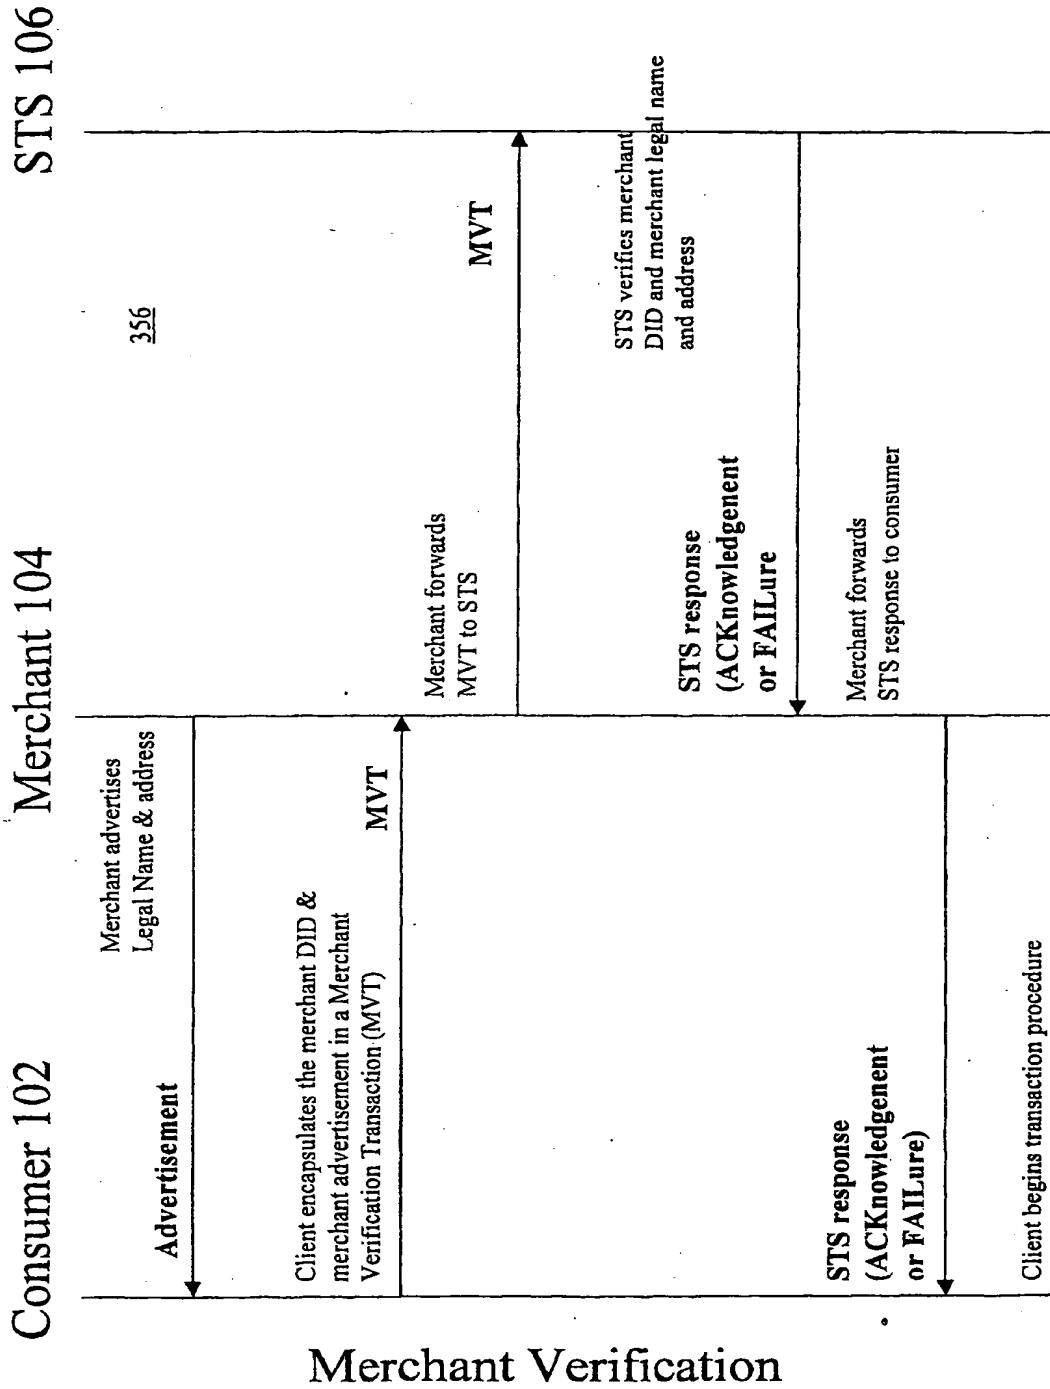 Merchant Verification
Consumer 102
Merchant 104
STS 106
356
Merchant advertises
Legal Name & address
Advertisement
Client encapsulates the merchant DID &
merchant advertisement in a Merchant
Verification Transaction (MVT)
MVT
Merchant forwards
MVT to STS
MVT
STS verifies merchant
DID and merchant legal name
and address
STS response
(ACKnowledgenent
or FAILure
Merchant forwards
STS response to consumer
STS response
(ACKnowledgenent
or FAILure)
Client begins transaction procedure